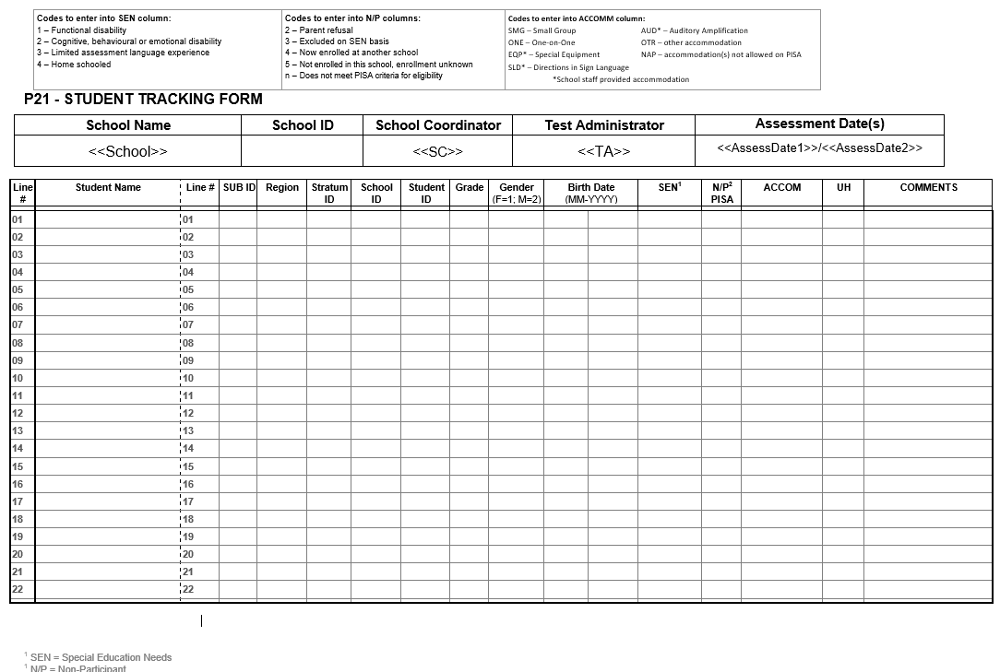 Codes to enter into SEN column:
1 – Functional disability
2 – Cognitive, behavioural or emotional disability
3 – Limited assessment language experience
4 – Home schooled
Codes to enter into N/P columns:
2 – Parent refusal
3 – Excluded on SEN basis
4 – Now enrolled at another school
5 – Not enrolled in this school, enrollment unknown
n – Does not meet PISA criteria for eligibility
Codes to enter into ACCOMM column:
SMG – Small Group AUD* – Auditory Amplification
ONE – One-on-One OTR – other accommodation
EQP* – Special Equipment NAP – accommodation(s) not allowed on PISA
SLD* – Directions in Sign Language
*School staff provided accommodation
P21 - STUDENT TRACKING FORM
School Name School ID School Coordinator Test Administrator Assessment Date(s)
<<School>> <<SC>> <<TA>> <<AssessDate1>>/<<AssessDate2>>
Line # Student Name Line # SUB ID Region Stratum ID School ID Student ID Grade Gender (F=1; M=2) Birth Date (MM-YYYY) SEN1 N/P2 PISA ACCOM UH COMMENTS
01 01
02 02
03 03
04 04
05 05
06 06
07 07
08 08
09 09
10 10
11 11
12 12
13 13
14 14
15 15
16 16
17 17
18 18
19 19
20 20
21 21
22 22
1 SEN = Special Education Needs
1 N/P = Non-Participant